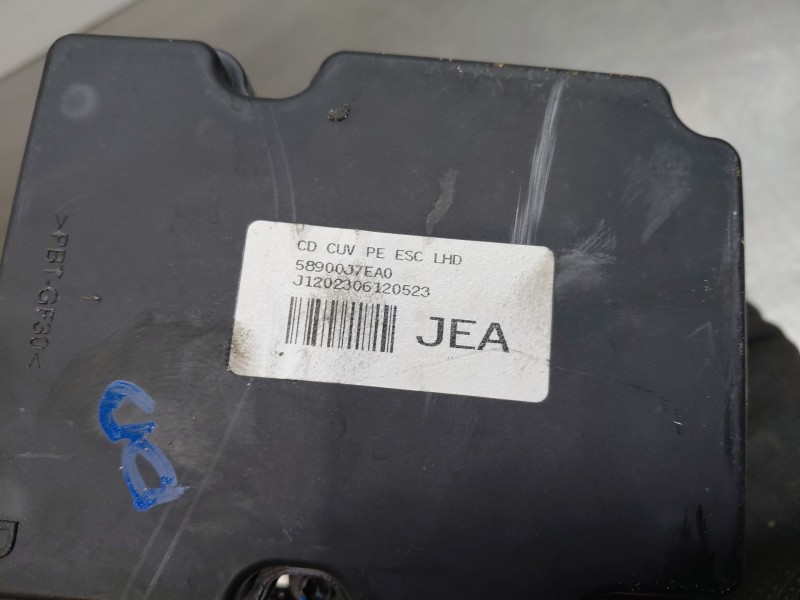 CD CUV PE ESC LHD
58900J7EA0
J1202306120523
JEA
>PBT-GF30<